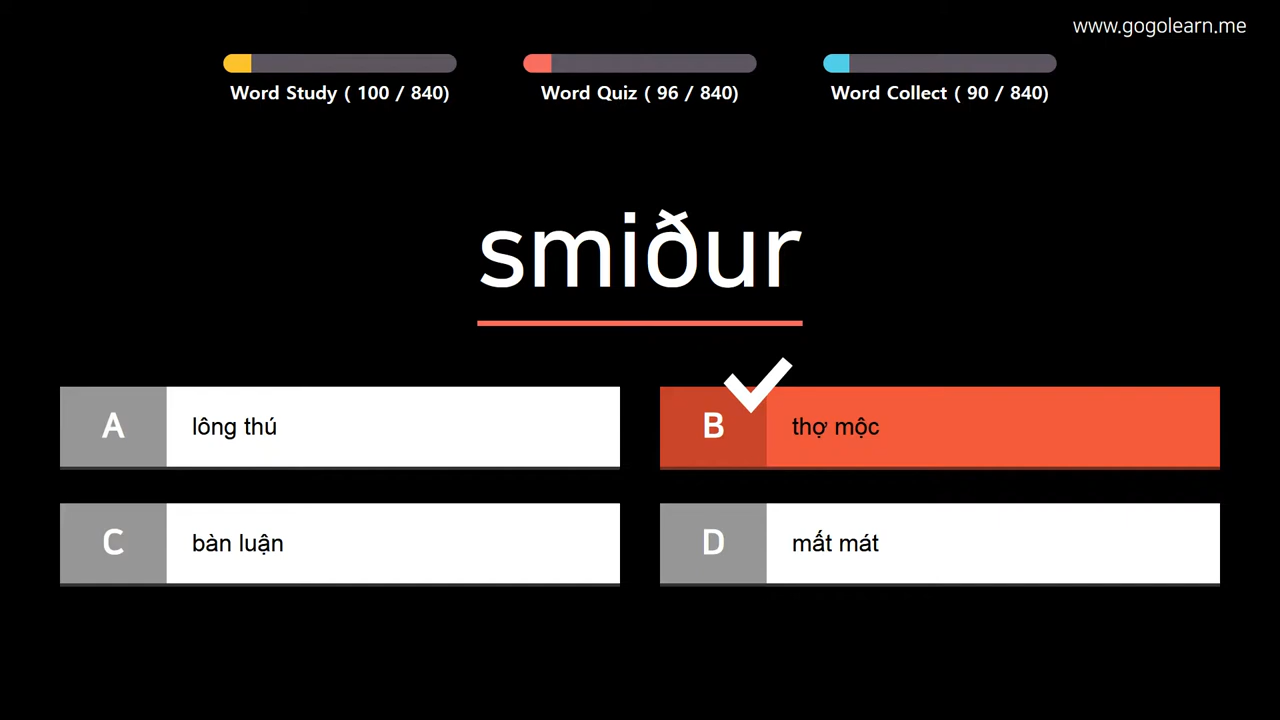 www.gogolearn.me
Word Study ( 100 / 840)
Word Quiz ( 96 / 840)
Word Collect ( 90 / 840)
smiður
A lông thú
B thợ mộc
C bàn luận
D mất mát